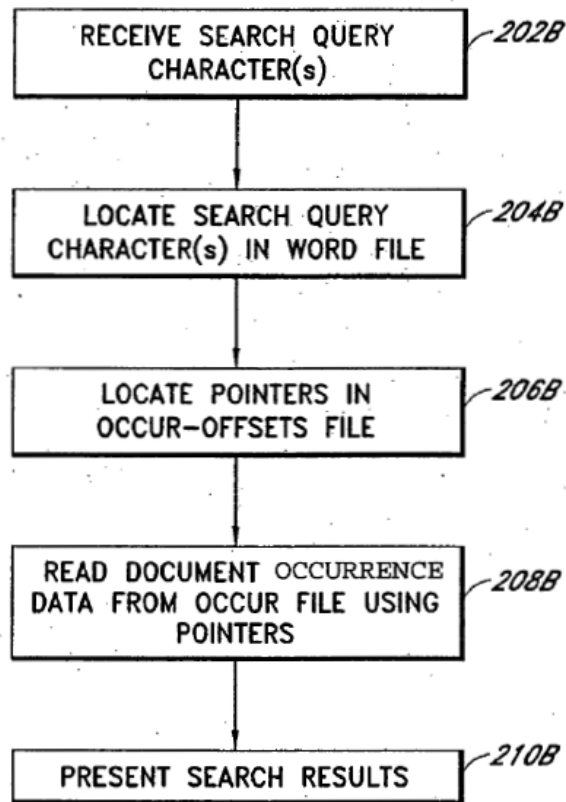 RECEIVE SEARCH QUERY
CHARACTER(s)
202B
LOCATE SEARCH QUERY
CHARACTER(s) IN WORD FILE
204B
LOCATE POINTERS IN
OCCUR-OFFSETS FILE
206B
READ DOCUMENT OCCURRENCE
DATA FROM OCCUR FILE USING
POINTERS
208B
PRESENT SEARCH RESULTS
210B